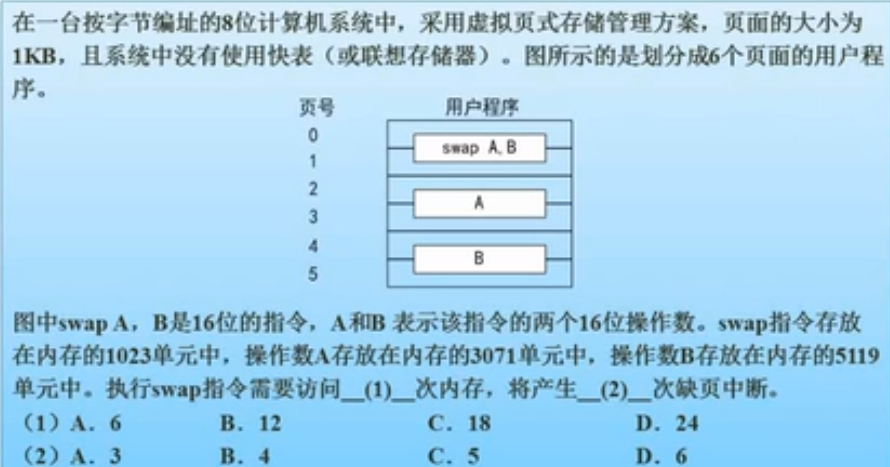 在一台按字节编址的8位计算机系统中，采用虚拟页式存储管理方案，页面的大小为
1KB，且系统中没有使用快表（或联想存储器）。图所示的是划分成6个页面的用户程
序。
页号 用户程序
0
swap A,B
1
2
A
3
4
B
5
图中swap A，B是16位的指令，A和B 表示该指令的两个16位操作数。swap指令存放
在内存的1023单元中，操作数A存放在内存的3071单元中，操作数B存放在内存的5119
单元中。执行swap指令需要访问__(1)__次内存，将产生__(2)__次缺页中断。
（1）A．6 B．12 C．18 D．24
（2）A．3 B．4 C．5 D．6